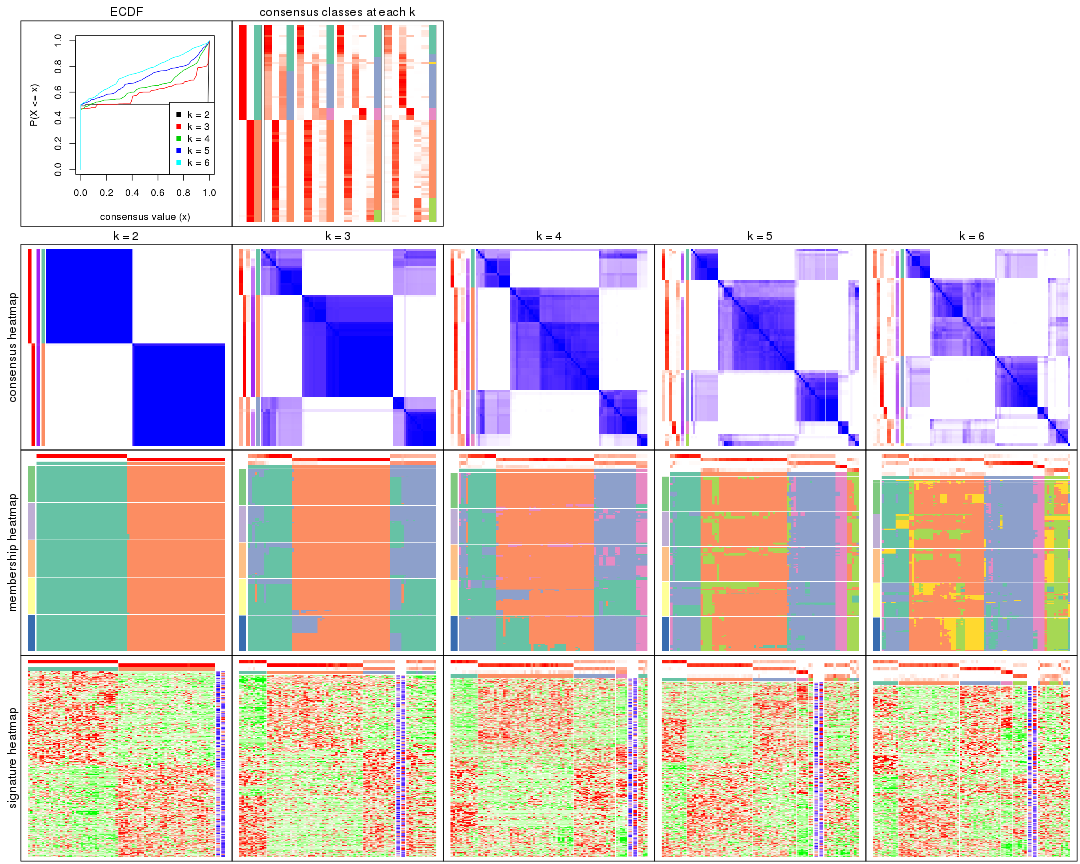 ECDF
consensus classes at each k
P(X <= x)
0.0 0.2 0.4 0.6 0.8 1.0
k = 2
k = 3
k = 4
k = 5
k = 6
0.0 0.2 0.4 0.6 0.8 1.0
consensus value (x)
k = 2
k = 3
k = 4
k = 5
k = 6
consensus heatmap
membership heatmap
signature heatmap